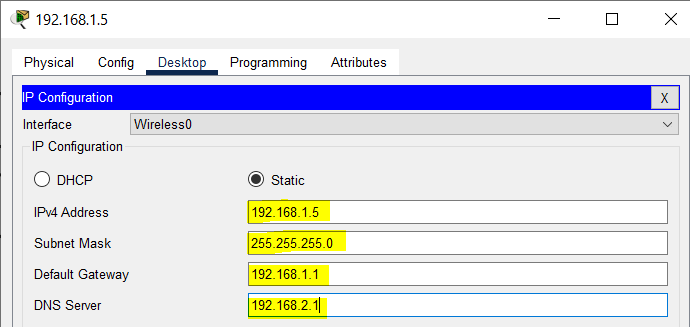 192.168.1.5
Physical Config Desktop Programming Attributes
IP Configuration X
Interface Wireless0
IP Configuration
DHCP Static
IPv4 Address 192.168.1.5
Subnet Mask 255.255.255.0
Default Gateway 192.168.1.1
DNS Server 192.168.2.1